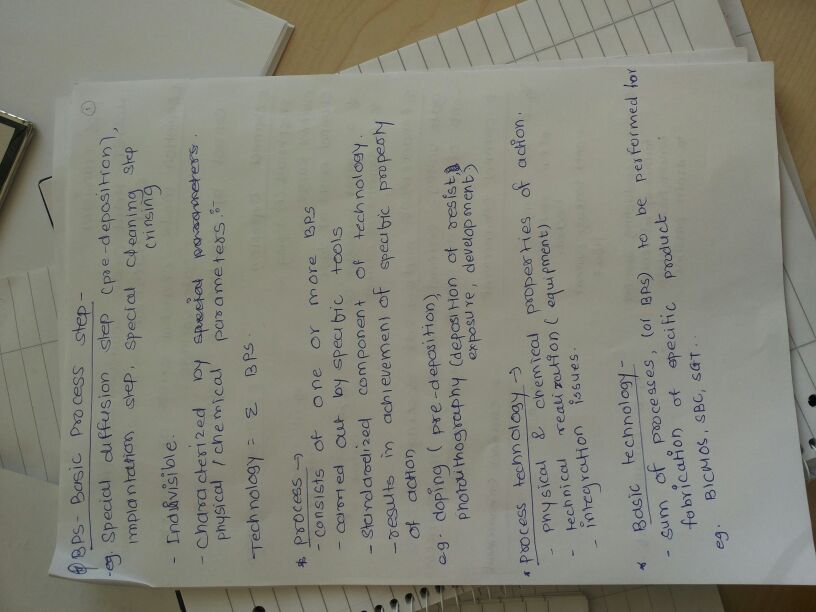 1
BPS - Basic Process step -
- eg. Special diffusion step (pre-deposition),
implantation step, special cleaning step
(rinsing
- Indivisible.
- Characterized by special parameters.
physical / chemical parameters.:-
Technology = Σ BPS.
* Process →
- consists of one or more BPS
- carried out by specific tools
- Standardized component of technology.
- results in achievement of specific property
of action
eg. doping (pre-deposition),
photolithography (deposition of resist,
exposure, development)
* Process technology →
- physical & chemical properties of action.
- technical realization (equipment)
- integration issues.
* Basic technology -
- sum of processes, (or BPS) to be performed for
fabrication of specific product
eg. BICMOS, SBC, SGT...